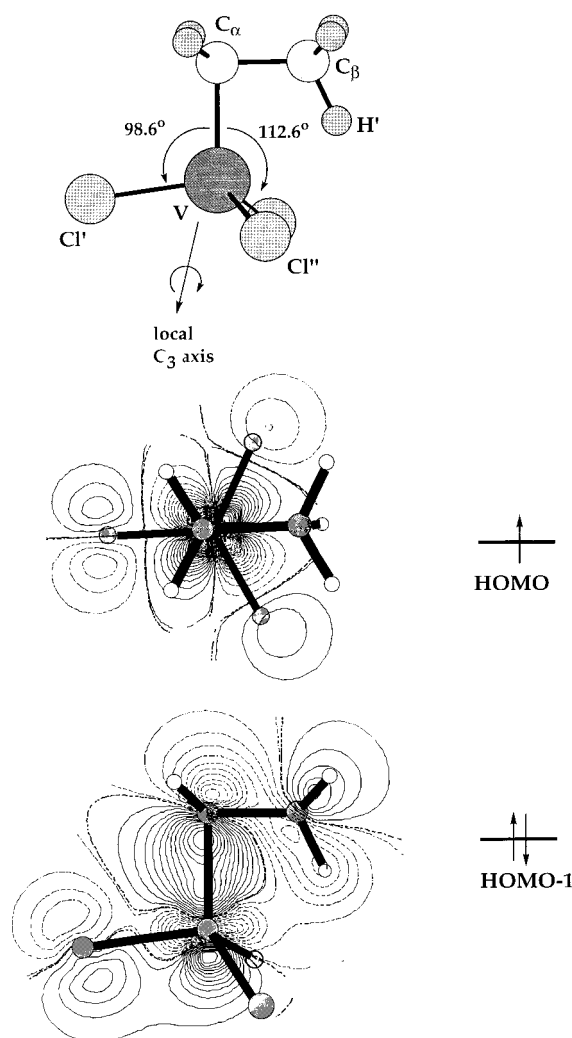 Cα
Cβ
98.6°
112.6°
H'
V
Cl'
Cl"
local
C3 axis
HOMO
HOMO-1